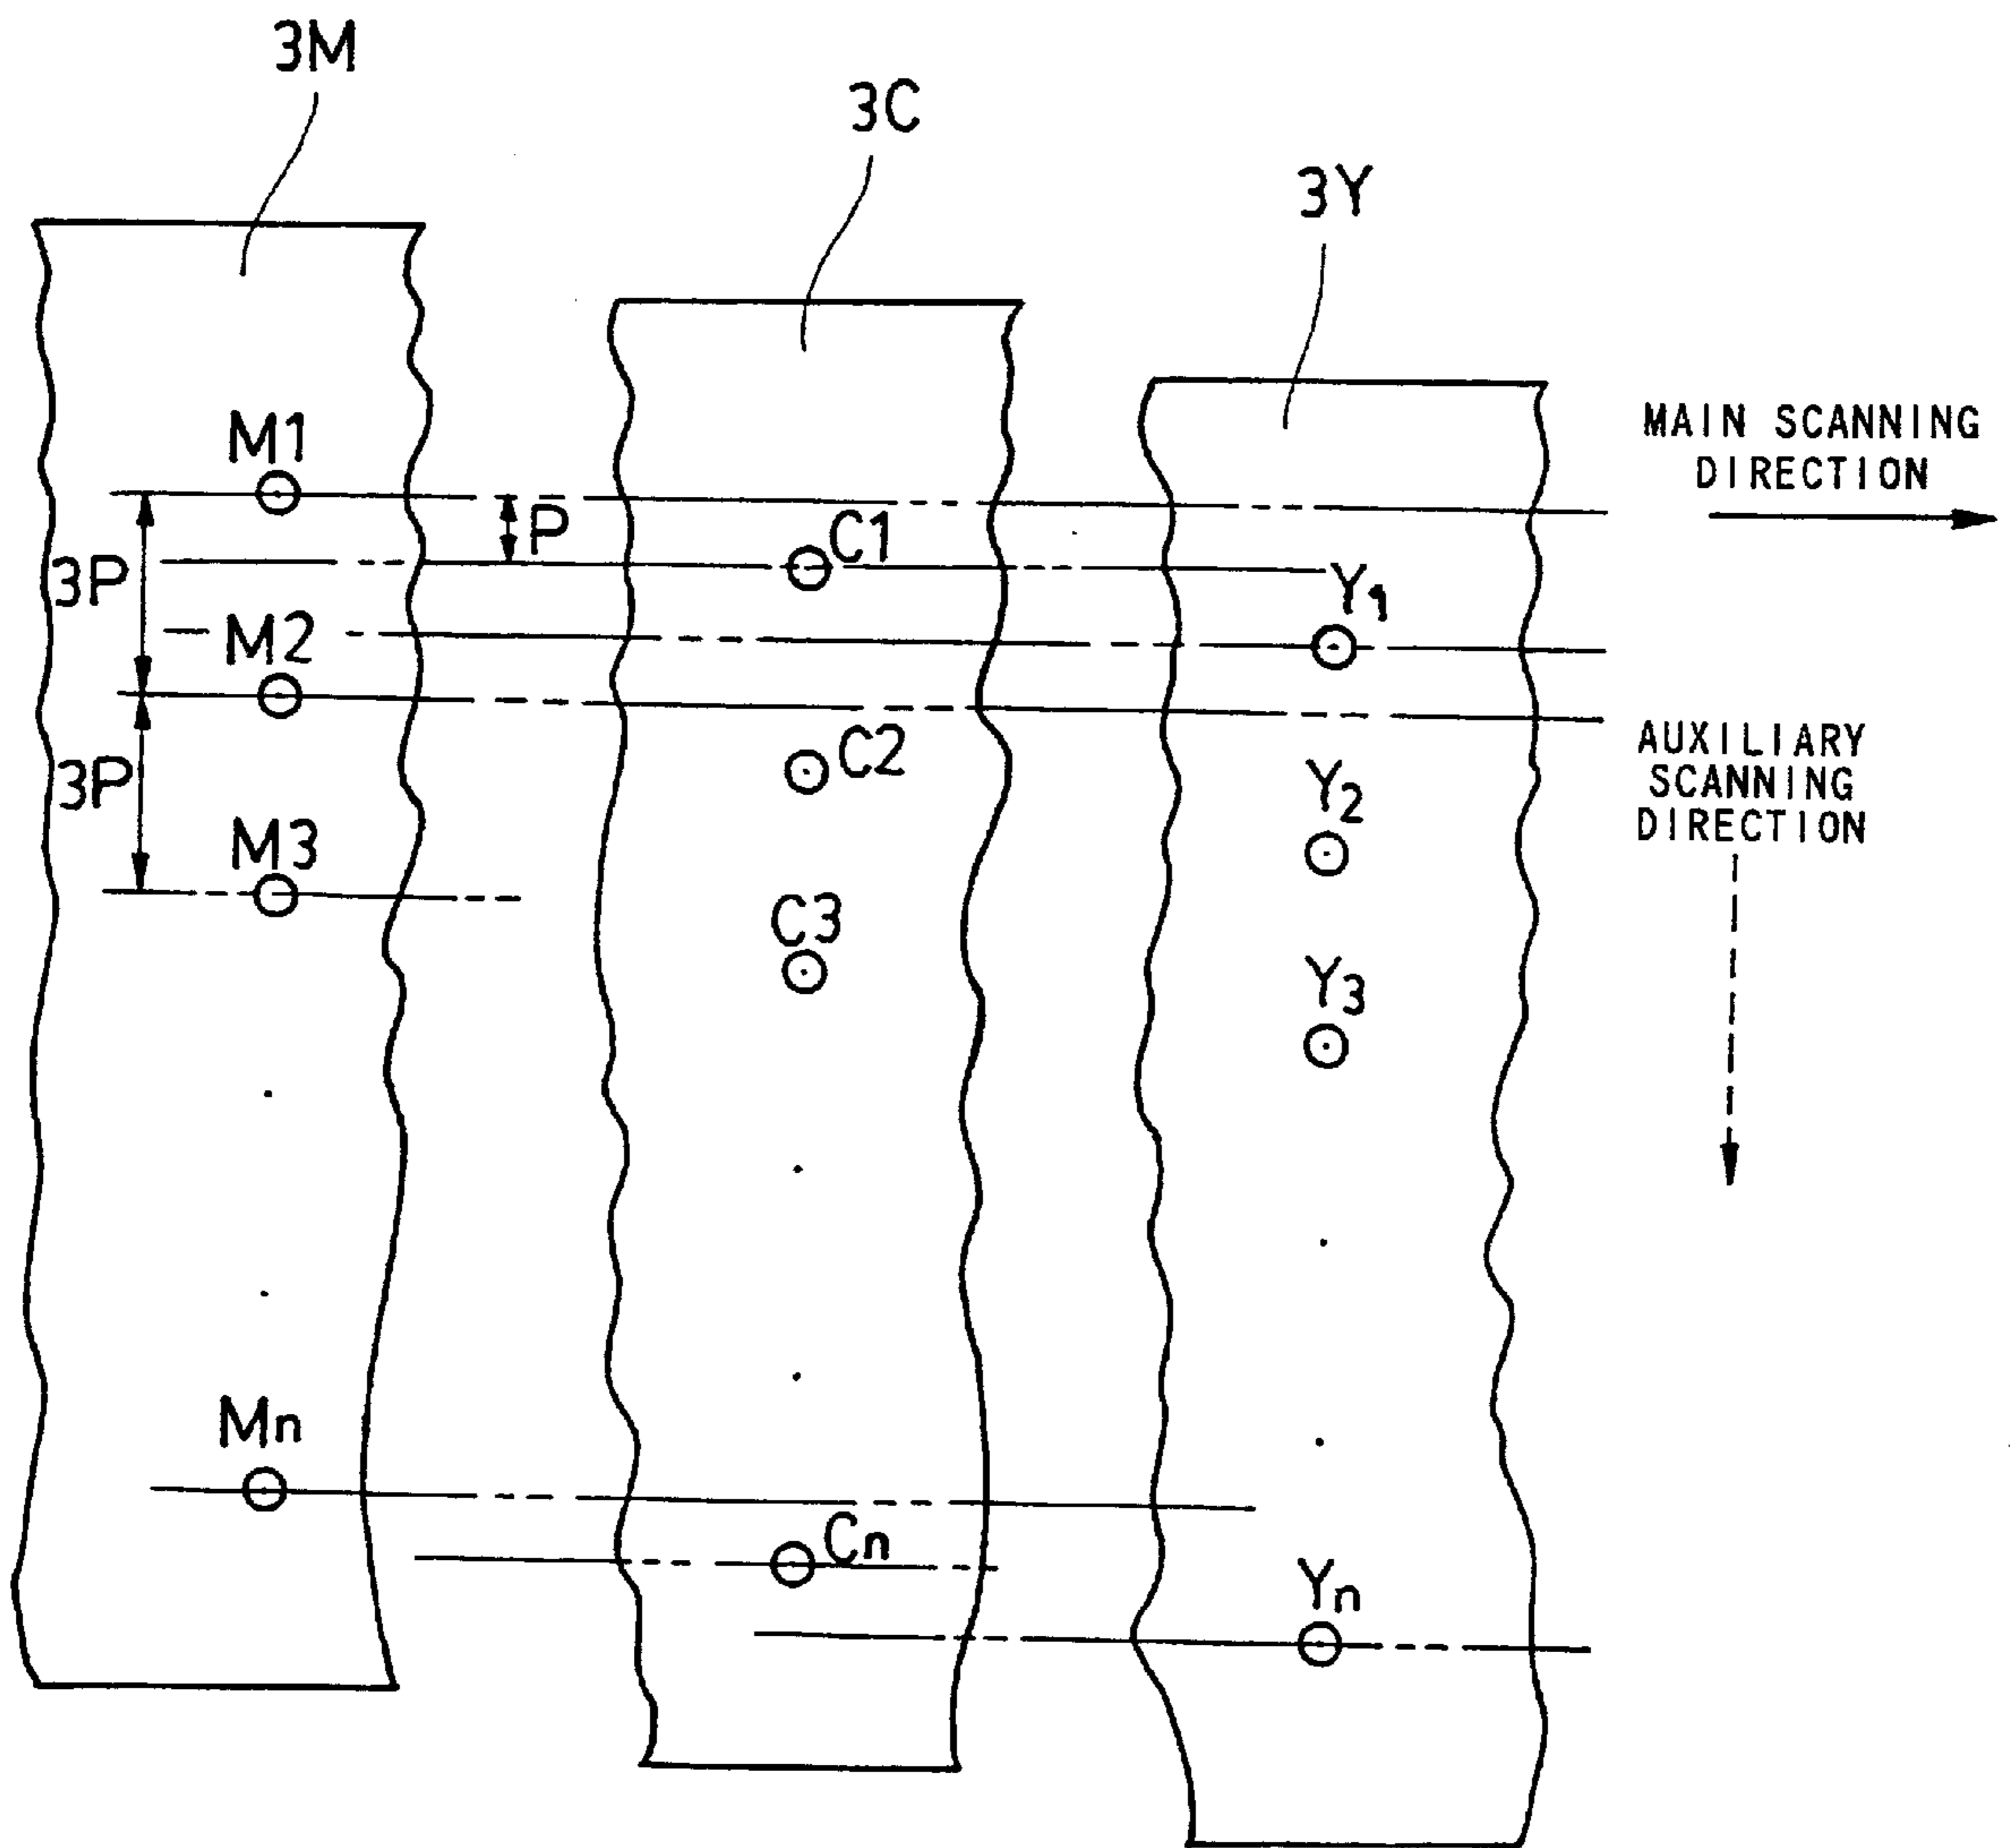 3M
3C
3Y
MAIN SCANNING
DIRECTION
M1
P
C1
3P
Y1
M2
C2
3P
Y2
AUXILIARY
SCANNING
DIRECTION
M3
C3
Y3
Mn
Cn
Yn